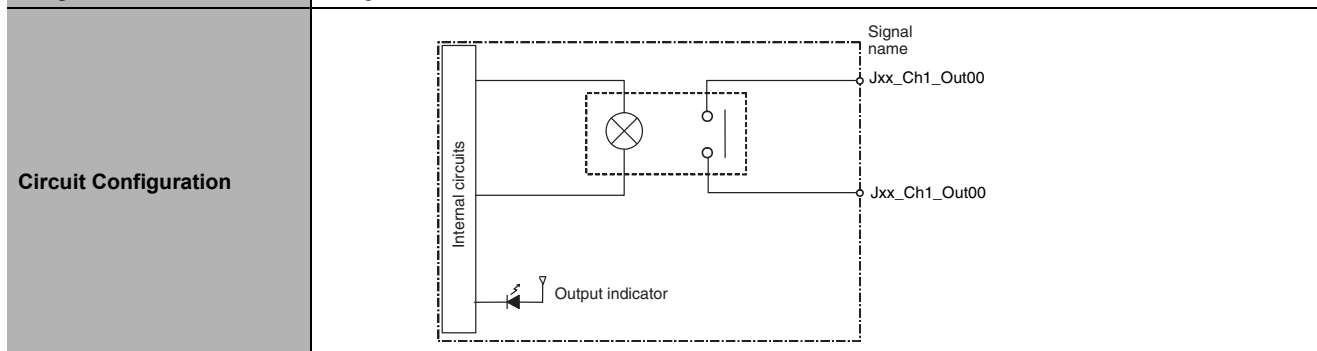 Circuit Configuration
Signal
name
Jxx_Ch1_Out00
Internal circuits
Jxx_Ch1_Out00
Output indicator